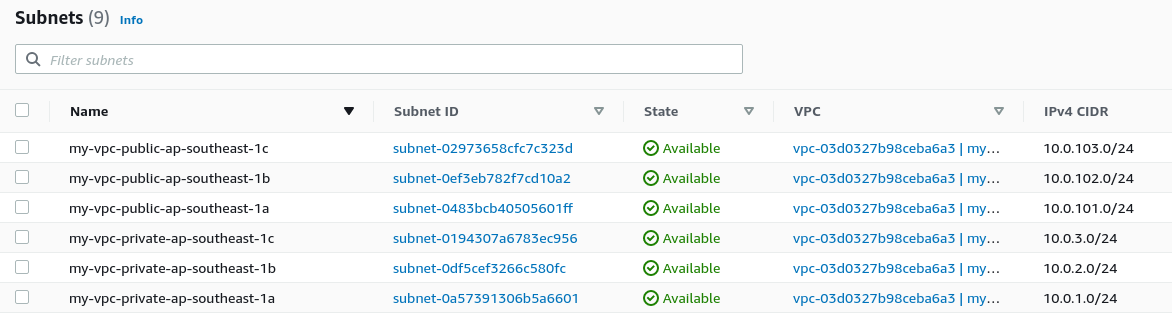 Subnets (9) Info
Filter subnets
Name Subnet ID State VPC IPv4 CIDR
my-vpc-public-ap-southeast-1c subnet-02973658cfc7c323d Available vpc-03d0327b98ceba6a3 | my… 10.0.103.0/24
my-vpc-public-ap-southeast-1b subnet-0ef3eb782f7cd10a2 Available vpc-03d0327b98ceba6a3 | my… 10.0.102.0/24
my-vpc-public-ap-southeast-1a subnet-0483bcb40505601ff Available vpc-03d0327b98ceba6a3 | my… 10.0.101.0/24
my-vpc-private-ap-southeast-1c subnet-0194307a6783ec956 Available vpc-03d0327b98ceba6a3 | my… 10.0.3.0/24
my-vpc-private-ap-southeast-1b subnet-0df5cef3266c580fc Available vpc-03d0327b98ceba6a3 | my… 10.0.2.0/24
my-vpc-private-ap-southeast-1a subnet-0a57391306b5a6601 Available vpc-03d0327b98ceba6a3 | my… 10.0.1.0/24